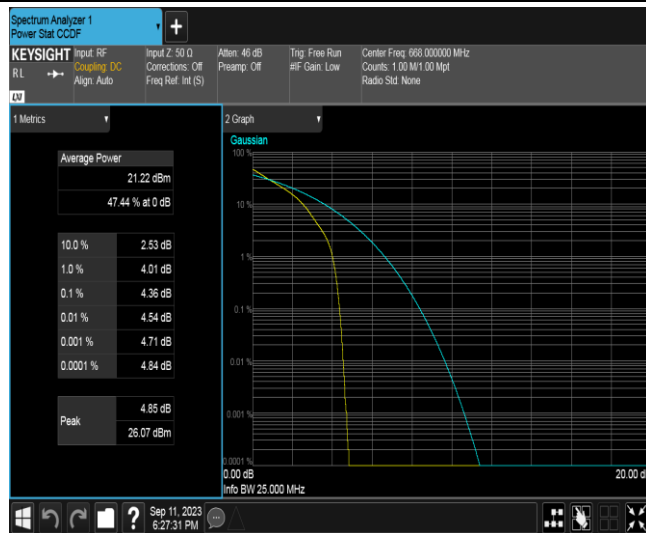 Spectrum Analyzer 1
Power Stat CCDF
KEYSIGHT
RL
Input: RF
Coupling: DC
Align: Auto
Input Z: 50 Ω
Corrections: Off
Freq Ref: Int (S)
Atten: 46 dB
Preamp: Off
Trig: Free Run
#IF Gain: Low
Center Freq: 668.000000 MHz
Counts: 1.00 M/1.00 Mpt
Radio Std: None
1 Metrics
Average Power
21.22 dBm
47.44 % at 0 dB
10.0 % 2.53 dB
1.0 % 4.01 dB
0.1 % 4.36 dB
0.01 % 4.54 dB
0.001 % 4.71 dB
0.0001 % 4.84 dB
Peak
4.85 dB
26.07 dBm
2 Graph
Gaussian
100 %
10 %
1 %
0.1 %
0.01 %
0.001 %
0.0001 %
0.00 dB
20.00 d
Info BW 25.000 MHz
Sep 11, 2023
6:27:31 PM